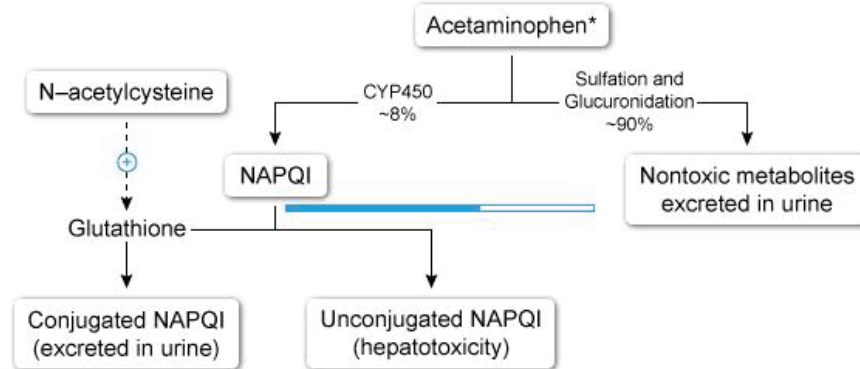 Acetaminophen*
N–acetylcysteine
CYP450
~8%
Sulfation and
Glucuronidation
~90%
+
NAPQI
Nontoxic metabolites
excreted in urine
Glutathione
Conjugated NAPQI
(excreted in urine)
Unconjugated NAPQI
(hepatotoxicity)